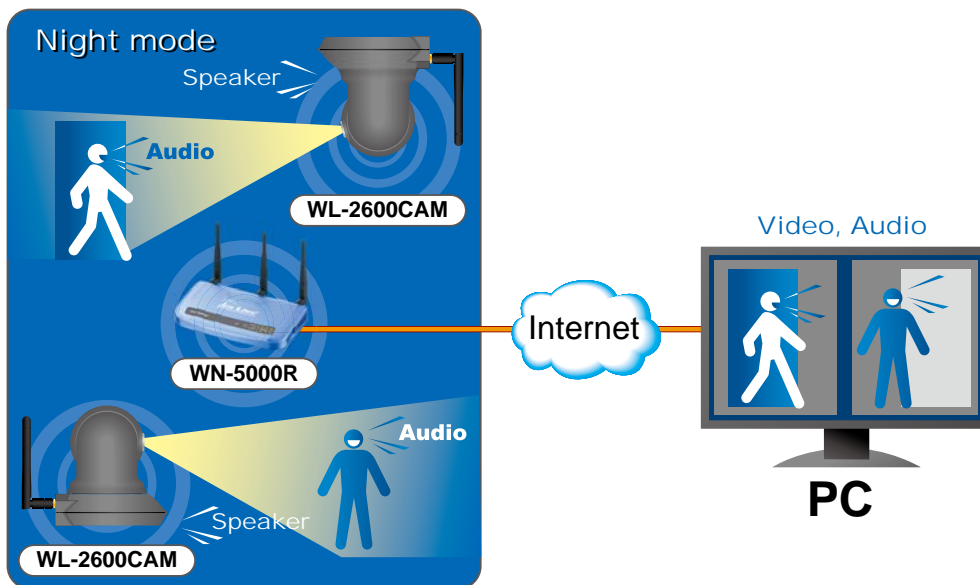 Night mode
Speaker
Audio
WL-2600CAM
WN-5000R
Audio
Speaker
WL-2600CAM
Internet
Video, Audio
PC